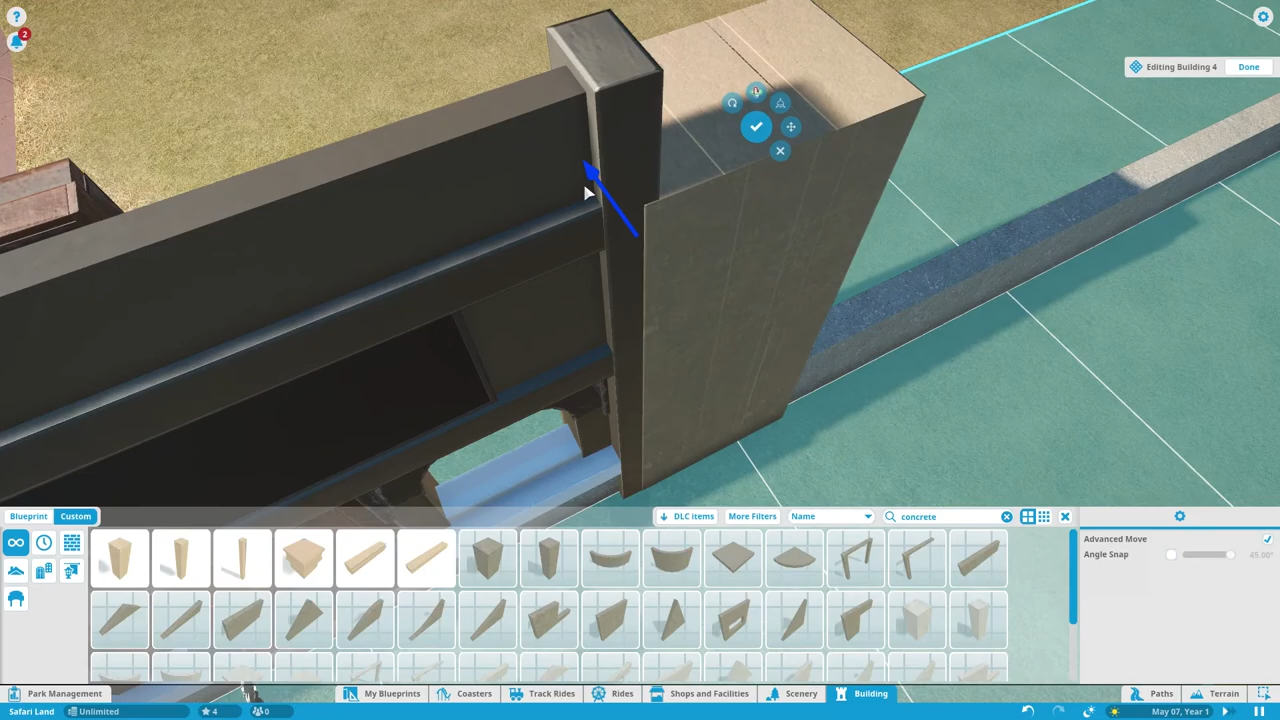 ?
2
Editing Building 4 Done
Blueprint Custom DLC items More Filters Name concrete
Advanced Move
Angle Snap 45.00°
Park Management My Blueprints Coasters Track Rides Rides Shops and Facilities Scenery Building Paths Terrain
Safari Land Unlimited 4 0 May 07, Year 1